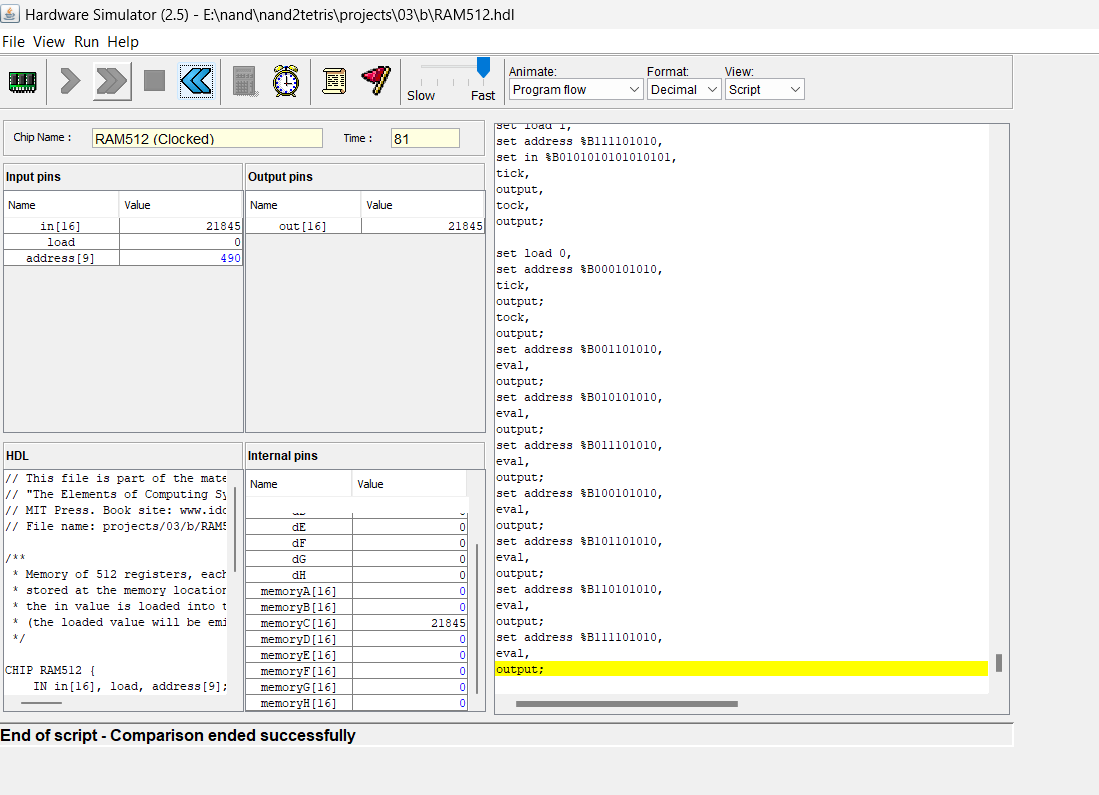 Hardware Simulator (2.5) - E:\nand\nand2tetris\projects\03\b\RAM512.hdl
File View Run Help
Animate: Format: View:
Slow Fast Program flow Decimal Script
Chip Name : RAM512 (Clocked) Time : 81
Input pins
Name Value
in[16] 21845
load 0
address[9] 490
Output pins
Name Value
out[16] 21845
HDL
// This file is part of the mate
// "The Elements of Computing Sy
// MIT Press. Book site: www.idc
// File name: projects/03/b/RAM5
/**
* Memory of 512 registers, each
* stored at the memory location
* the in value is loaded into t
* (the loaded value will be emi
*/
CHIP RAM512 {
IN in[16], load, address[9];
Internal pins
Name Value
dE 0
dF 0
dG 0
dH 0
memoryA[16] 0
memoryB[16] 0
memoryC[16] 21845
memoryD[16] 0
memoryE[16] 0
memoryF[16] 0
memoryG[16] 0
memoryH[16] 0
set load 1,
set address %B111101010,
set in %B0101010101010101,
tick,
output,
tock,
output;
set load 0,
set address %B000101010,
tick,
output;
tock,
output;
set address %B001101010,
eval,
output;
set address %B010101010,
eval,
output;
set address %B011101010,
eval,
output;
set address %B100101010,
eval,
output;
set address %B101101010,
eval,
output;
set address %B110101010,
eval,
output;
set address %B111101010,
eval,
output;
End of script - Comparison ended successfully